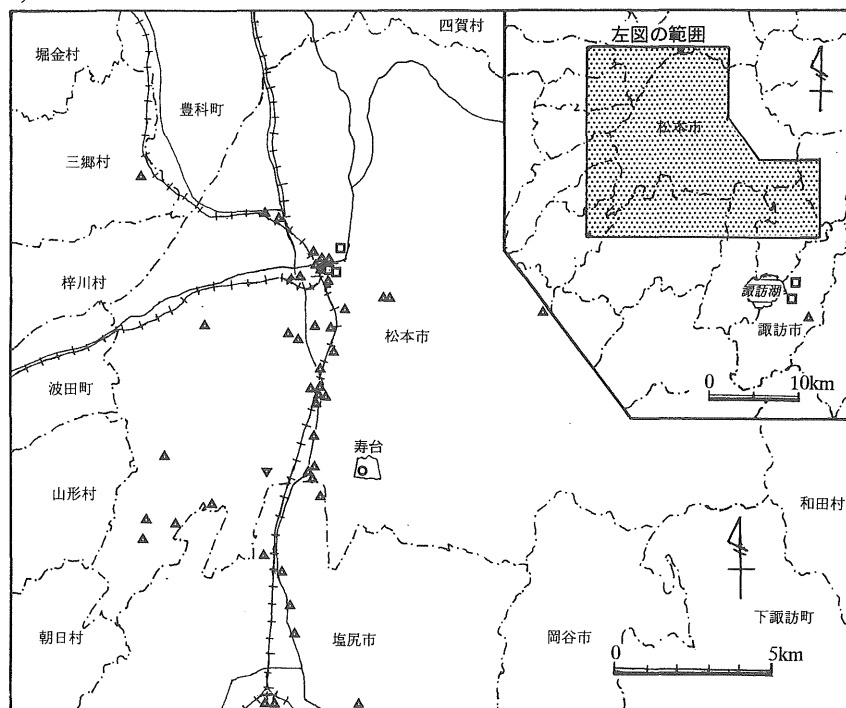 四賀村
左図の範囲
堀金村
豊科町
松本市
三郷村
梓川村
諏訪湖
諏訪市
松本市
0 10km
波田町
寿台
山形村
和田村
下諏訪町
朝日村
塩尻市
岡谷市
0 5km